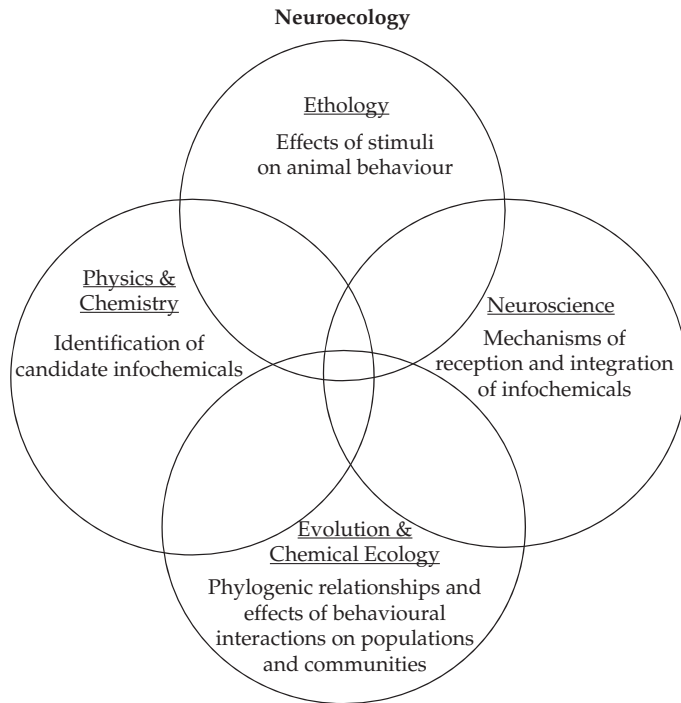 Neuroecology
Ethology
Effects of stimuli
on animal behaviour
Physics &
Chemistry
Identification of
candidate infochemicals
Neuroscience
Mechanisms of
reception and integration
of infochemicals
Evolution &
Chemical Ecology
Phylogenic relationships and
effects of behavioural
interactions on populations
and communities